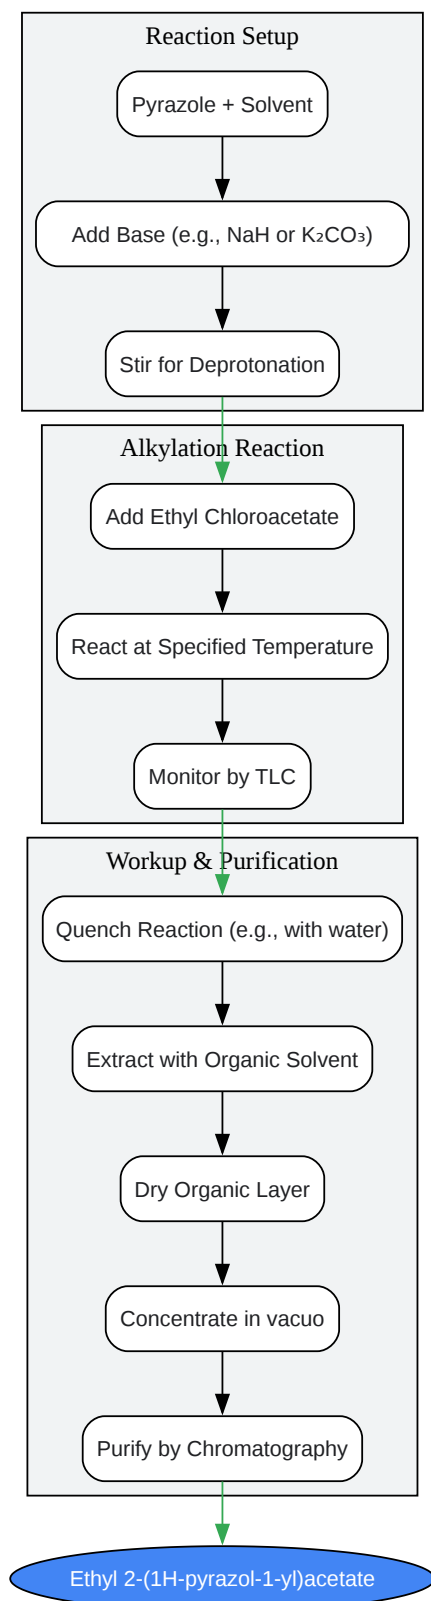 Reaction Setup
Pyrazole + Solvent
Add Base (e.g., NaH or K₂CO₃)
Stir for Deprotonation
Alkylation Reaction
Add Ethyl Chloroacetate
React at Specified Temperature
Monitor by TLC
Workup & Purification
Quench Reaction (e.g., with water)
Extract with Organic Solvent
Dry Organic Layer
Concentrate in vacuo
Purify by Chromatography
Ethyl 2-(1H-pyrazol-1-yl)acetate